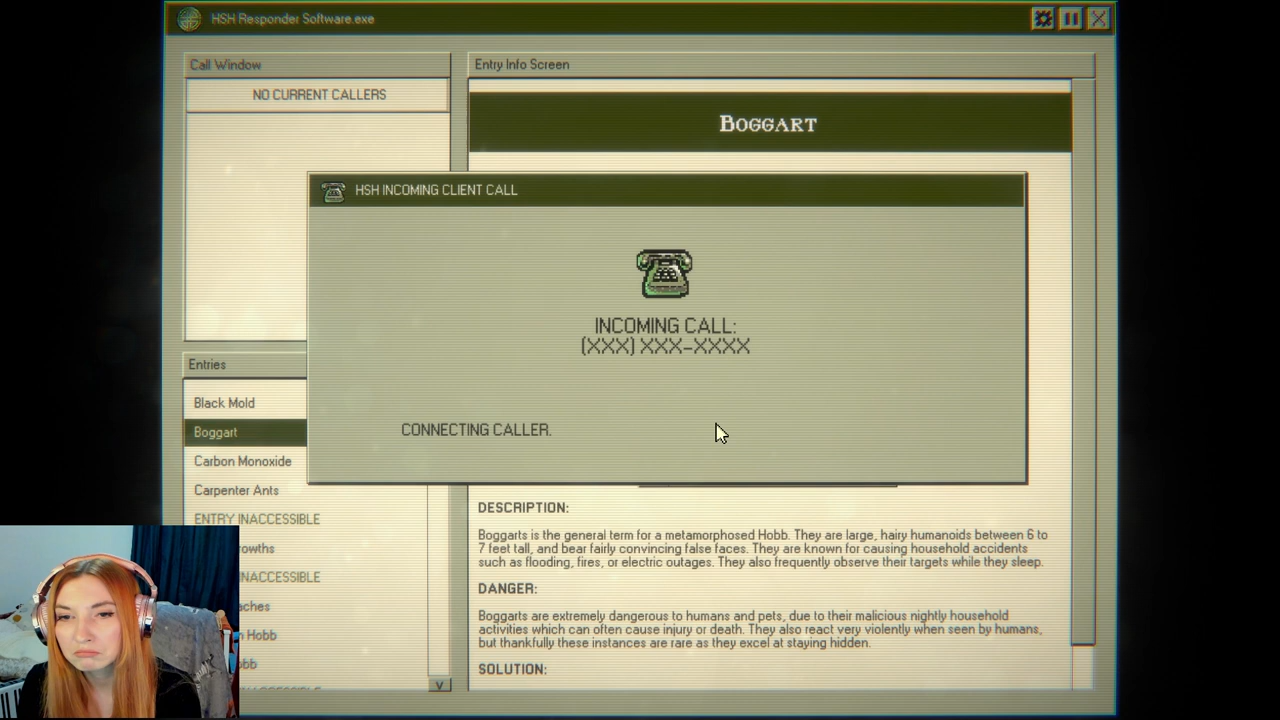 HSH Responder Software.exe
Call Window
NO CURRENT CALLERS
Entry Info Screen
BOGGART
HSH INCOMING CLIENT CALL
INCOMING CALL:
(XXX) XXX-XXXX
CONNECTING CALLER.
Entries
Black Mold
Boggart
Carbon Monoxide
Carpenter Ants
ENTRY INACCESSIBLE
DESCRIPTION:
Boggarts is the general term for a metamorphosed Hobb. They are large, hairy humanoids between 6 to
7 feet tall, and bear fairly convincing false faces. They are known for causing household accidents
such as flooding, fires, or electric outages. They also frequently observe their targets while they sleep.
DANGER:
Boggarts are extremely dangerous to humans and pets, due to their malicious nightly household
activities which can often cause injury or death. They also react very violently when seen by humans,
but thankfully these instances are rare as they excel at staying hidden.
SOLUTION: